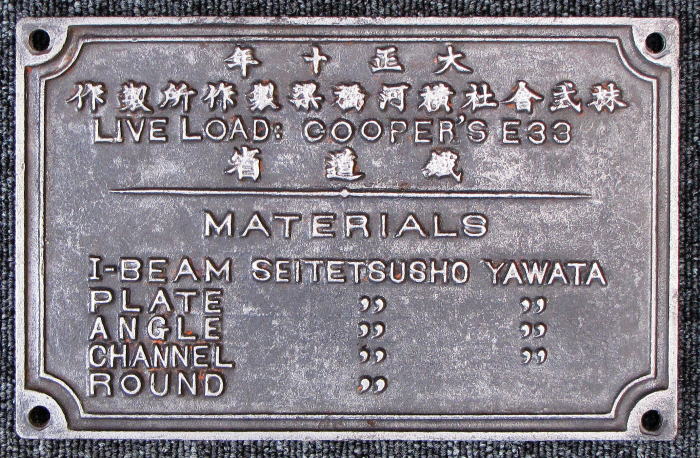 大正十年
株式會社横河橋梁製作所製作
LIVE LOAD: COOPER'S E33
鐵道省
MATERIALS
I-BEAM SEITETSUSHO YAWATA
PLATE ,, ,,
ANGLE ,, ,,
CHANNEL ,, ,,
ROUND ,,